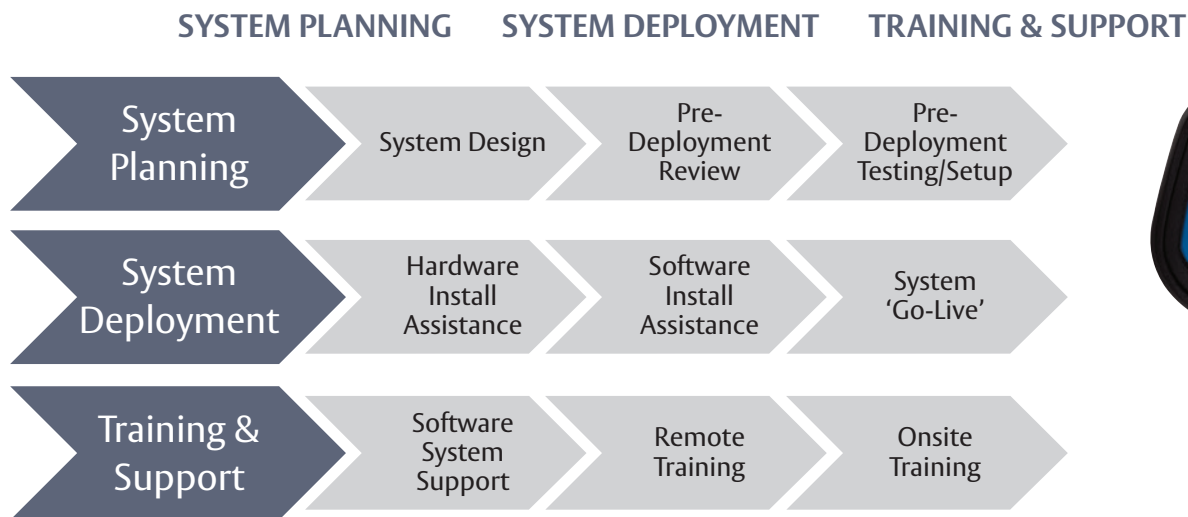 SYSTEM PLANNING SYSTEM DEPLOYMENT TRAINING & SUPPORT
System
Planning
System Design
Pre-
Deployment
Review
Pre-
Deployment
Testing/Setup
System
Deployment
Hardware
Install
Assistance
Software
Install
Assistance
System
‘Go-Live’
Training &
Support
Software
System
Support
Remote
Training
Onsite
Training